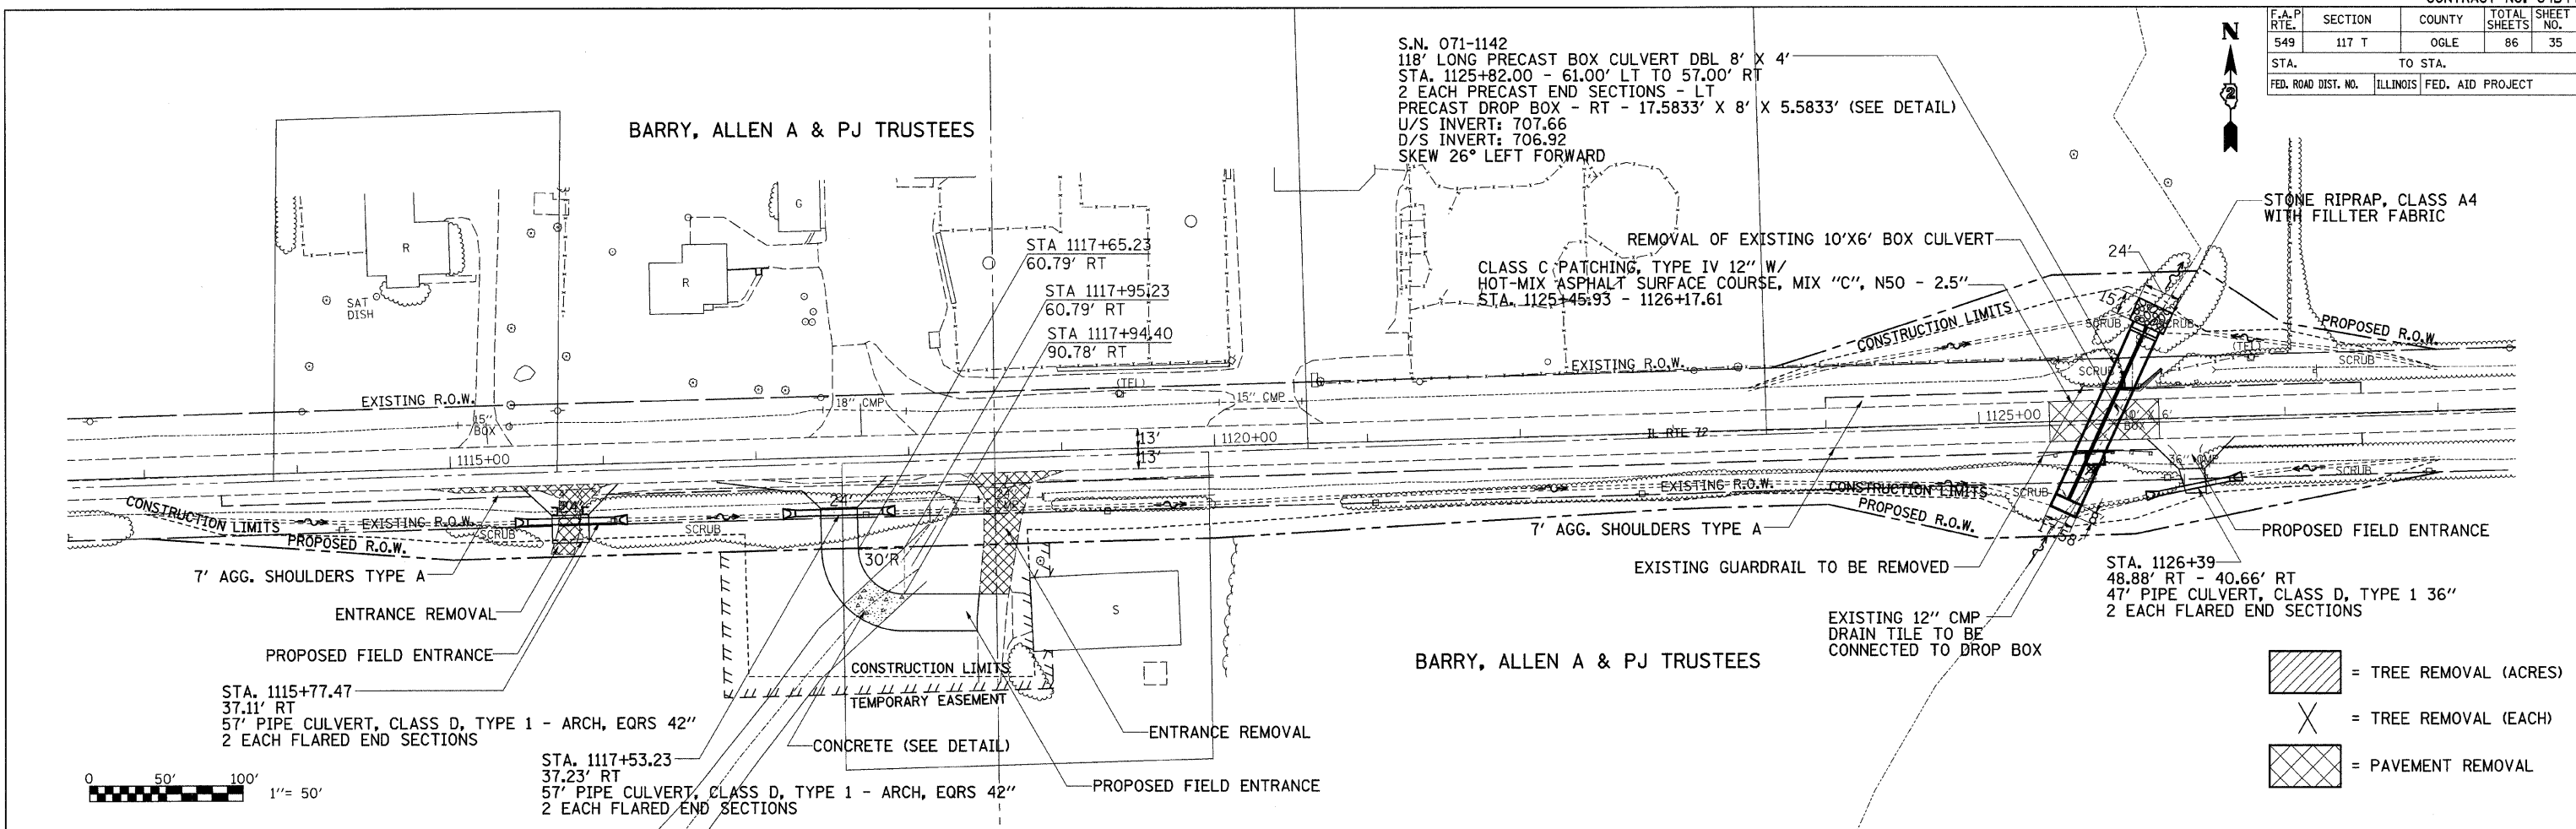 F.A.P RTE. SECTION COUNTY TOTAL SHEETS SHEET NO.
549 117 T OGLE 86 35
STA. TO STA.
FED. ROAD DIST. NO. ILLINOIS FED. AID PROJECT
N
2
S.N. 071-1142
118' LONG PRECAST BOX CULVERT DBL 8' X 4'
STA. 1125+82.00 - 61.00' LT TO 57.00' RT
2 EACH PRECAST END SECTIONS - LT
PRECAST DROP BOX - RT - 17.5833' X 8' X 5.5833' (SEE DETAIL)
U/S INVERT: 707.66
D/S INVERT: 706.92
SKEW 26° LEFT FORWARD
BARRY, ALLEN A & PJ TRUSTEES
STONE RIPRAP, CLASS A4
WITH FILLTER FABRIC
REMOVAL OF EXISTING 10'X6' BOX CULVERT
24'
CLASS C PATCHING, TYPE IV 12" W/
HOT-MIX ASPHALT SURFACE COURSE, MIX "C", N50 - 2.5"
STA. 1125+45.93 - 1126+17.61
G
R
R
SAT
DISH
STA 1117+65.23
60.79' RT
STA 1117+95.23
60.79' RT
STA 1117+94.40
90.78' RT
CONSTRUCTION LIMITS
15'
SCRUB
SCRUB
PROPOSED R.O.W.
(TEL)
SCRUB
SCRUB
EXISTING R.O.W.
(TEL)
EXISTING R.O.W.
15"
BOX
18" CMP
15" CMP
1115+00
13'
13'
1120+00
IL RTE 72
1125+00
10' X 6'
BOX
36" CMP
SCRUB
CONSTRUCTION LIMITS
EXISTING R.O.W.
SCRUB
PROPOSED R.O.W.
24'
24'
SCRUB
EXISTING R.O.W.
CONSTRUCTION LIMITS
SCRUB
PROPOSED R.O.W.
7' AGG. SHOULDERS TYPE A
ENTRANCE REMOVAL
PROPOSED FIELD ENTRANCE
30'R
S
7' AGG. SHOULDERS TYPE A
EXISTING GUARDRAIL TO BE REMOVED
PROPOSED FIELD ENTRANCE
STA. 1126+39
48.88' RT - 40.66' RT
47' PIPE CULVERT, CLASS D, TYPE 1 36"
2 EACH FLARED END SECTIONS
EXISTING 12" CMP
DRAIN TILE TO BE
CONNECTED TO DROP BOX
BARRY, ALLEN A & PJ TRUSTEES
CONSTRUCTION LIMITS
TEMPORARY EASEMENT
STA. 1115+77.47
37.11' RT
57' PIPE CULVERT, CLASS D, TYPE 1 - ARCH, EQRS 42"
2 EACH FLARED END SECTIONS
CONCRETE (SEE DETAIL)
ENTRANCE REMOVAL
PROPOSED FIELD ENTRANCE
STA. 1117+53.23
37.23' RT
57' PIPE CULVERT, CLASS D, TYPE 1 - ARCH, EQRS 42"
2 EACH FLARED END SECTIONS
0 50' 100'
1"= 50'
= TREE REMOVAL (ACRES)
= TREE REMOVAL (EACH)
= PAVEMENT REMOVAL